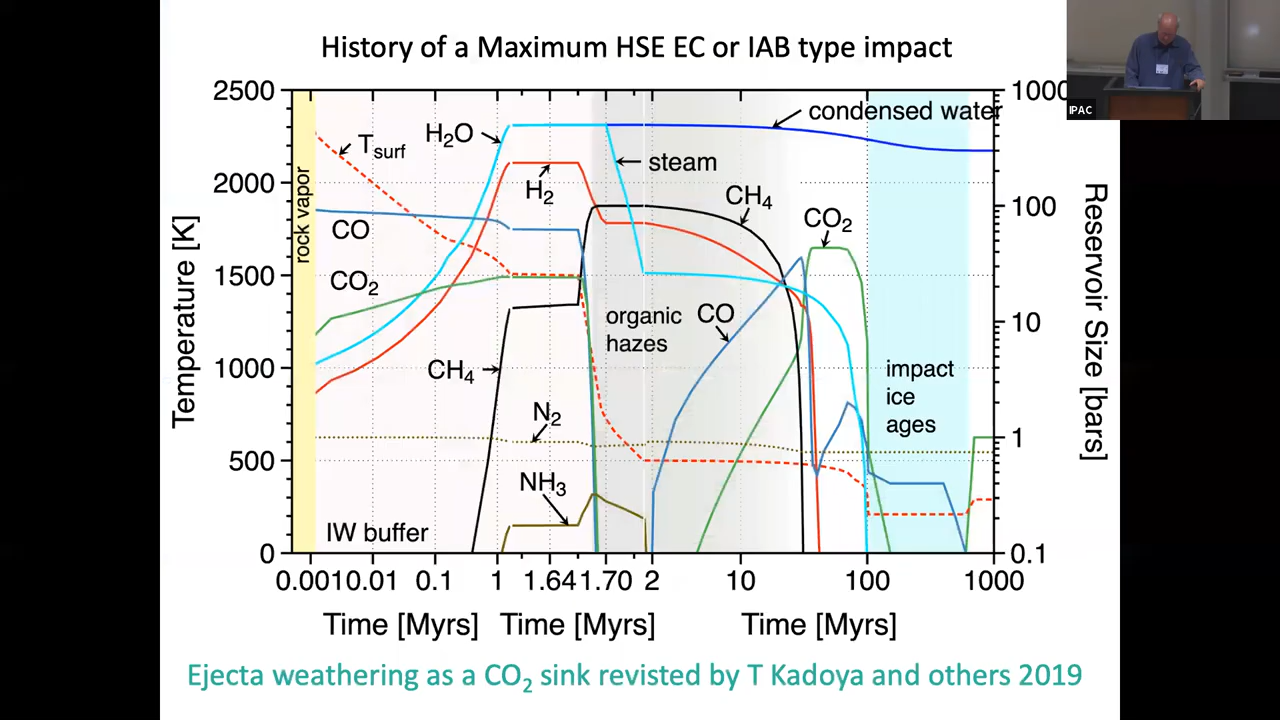 History of a Maximum HSE EC or IAB type impact
IPAC
2500
2000
1500
1000
500
0
Temperature [K]
1000
100
10
1
0.1
Reservoir Size [bars]
rock vapor
Tsurf
H2O
H2
CO
CO2
CH4
N2
NH3
IW buffer
steam
condensed water
CH4
CO2
organic
hazes
CO
impact
ice
ages
0.001 0.01 0.1 1 1.64 1.70 2 10 100 1000
Time [Myrs] Time [Myrs] Time [Myrs]
Ejecta weathering as a CO2 sink revisted by T Kadoya and others 2019